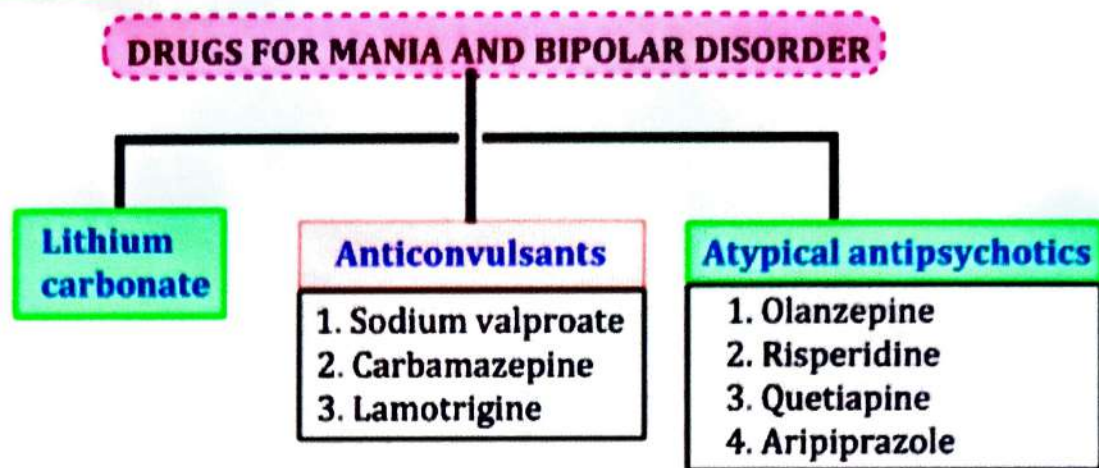 DRUGS FOR MANIA AND BIPOLAR DISORDER
Lithium
carbonate
Anticonvulsants
1. Sodium valproate
2. Carbamazepine
3. Lamotrigine
Atypical antipsychotics
1. Olanzepine
2. Risperidine
3. Quetiapine
4. Aripiprazole